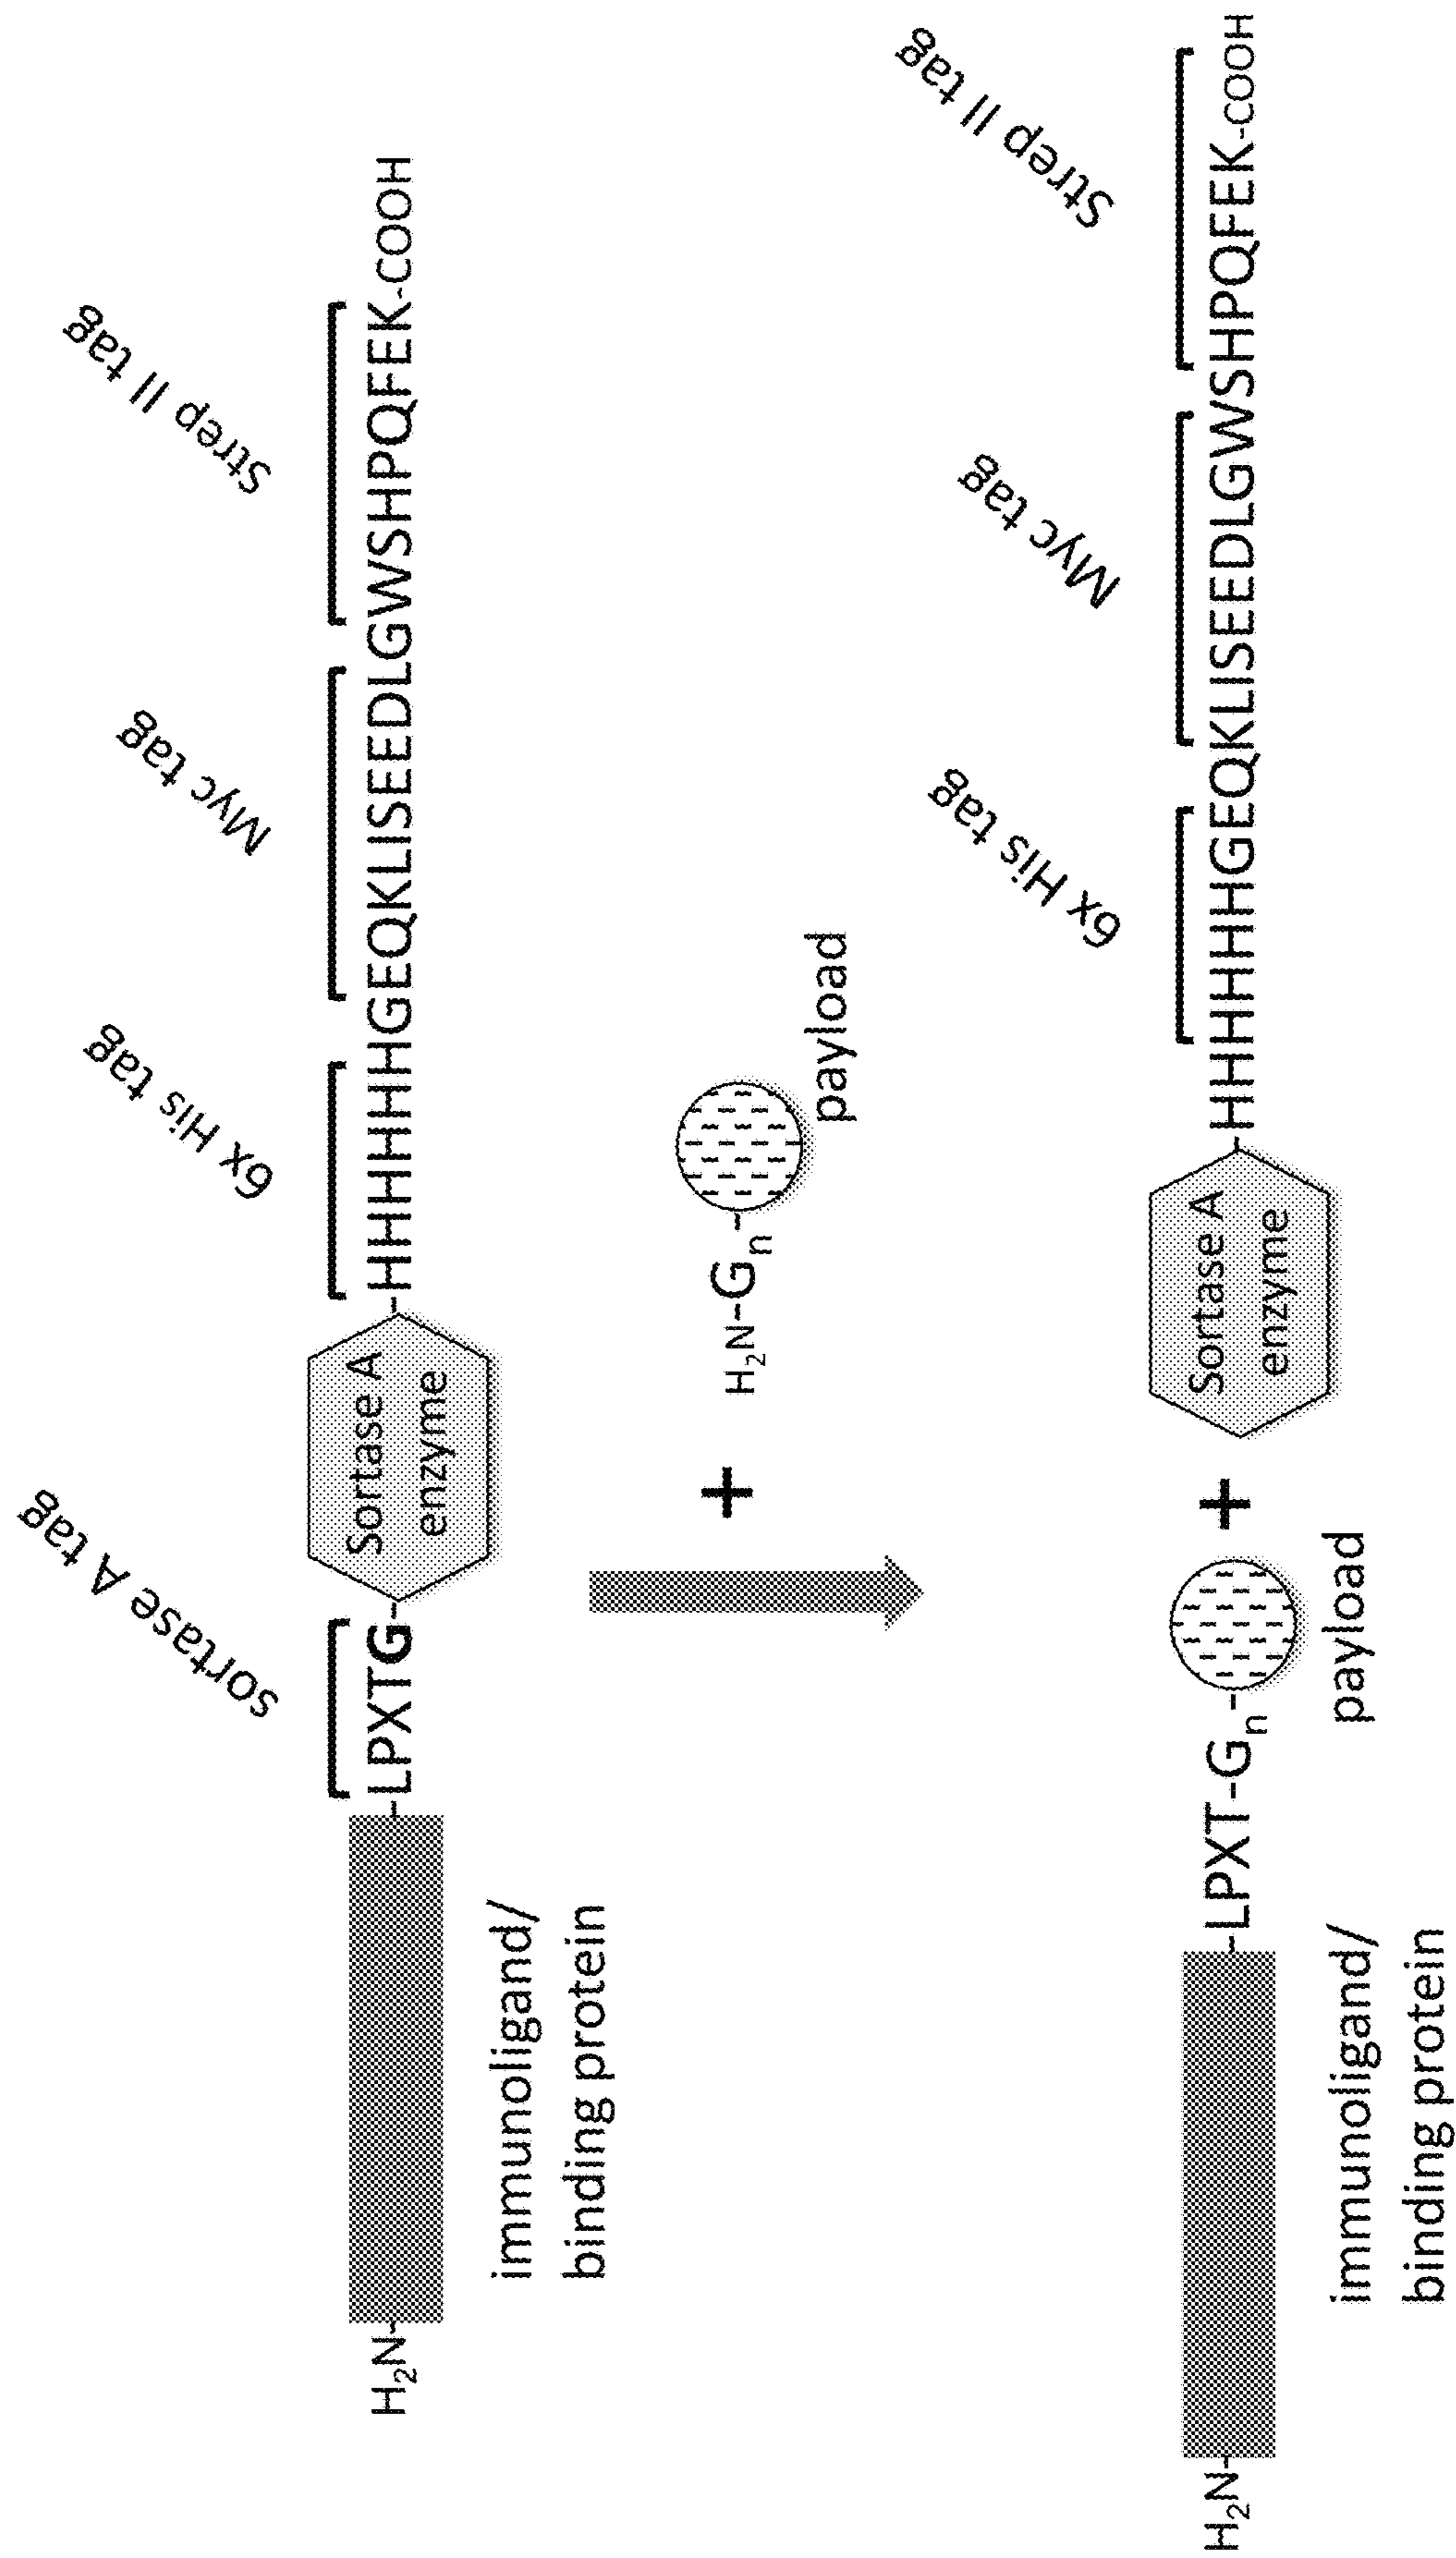 sortase A tag
6x His tag
Myc tag
Strep II tag
H₂N-
-LPXTG-
Sortase A
enzyme
-HHHHHHGEQKLISEEDLGWSHPQFEK-COOH
immunoligand/
binding protein
+
H₂N-Gₙ-
payload
6x His tag
Myc tag
Strep II tag
H₂N-
-LPXT-Gₙ-
+
Sortase A
enzyme
-HHHHHHGEQKLISEEDLGWSHPQFEK-COOH
payload
immunoligand/
binding protein